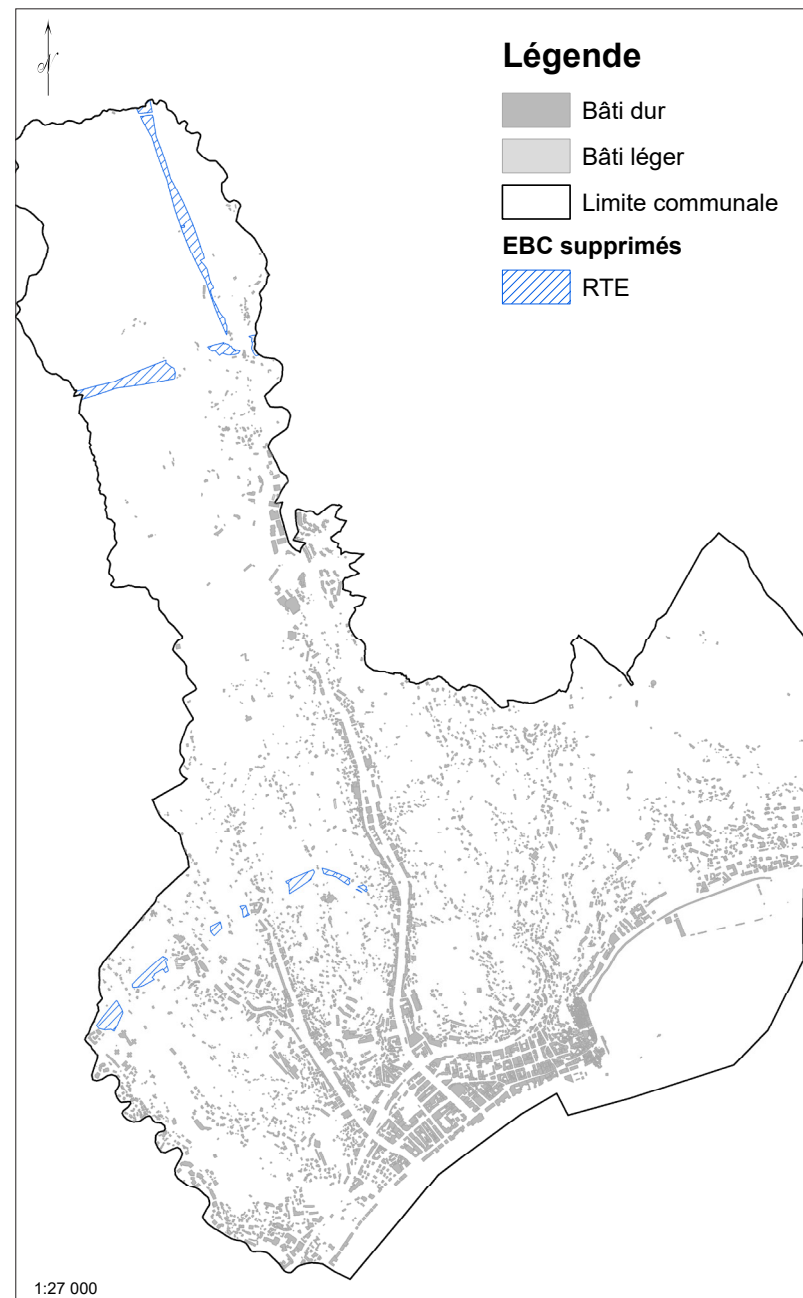 N
Légende
Bâti dur
Bâti léger
Limite communale
EBC supprimés
RTE
1:27 000